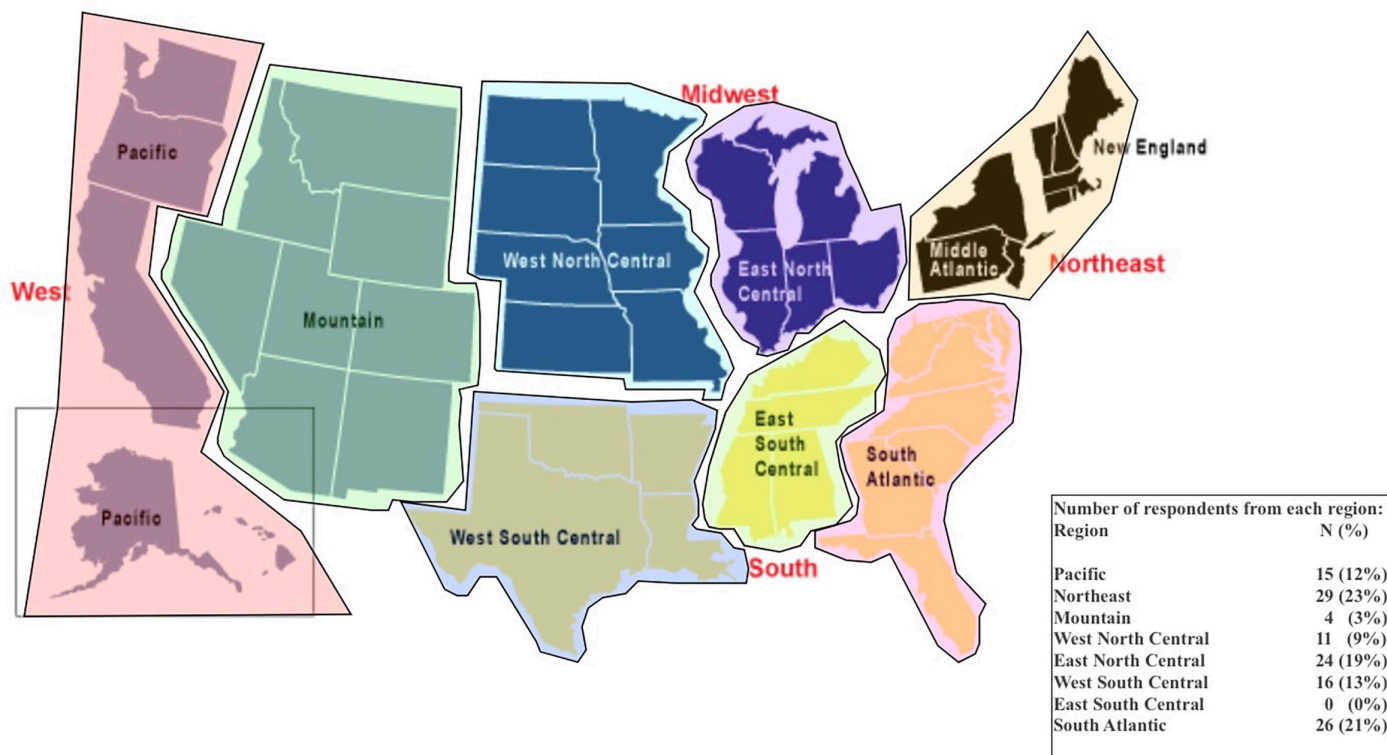 Midwest
Pacific
New England
West North Central
Middle
Atlantic
Northeast
East North
Central
West
Mountain
East
South
Central
South
Atlantic
Pacific
West South Central
South
Number of respondents from each region:
Region N (%)
Pacific 15 (12%)
Northeast 29 (23%)
Mountain 4 (3%)
West North Central 11 (9%)
East North Central 24 (19%)
West South Central 16 (13%)
East South Central 0 (0%)
South Atlantic 26 (21%)